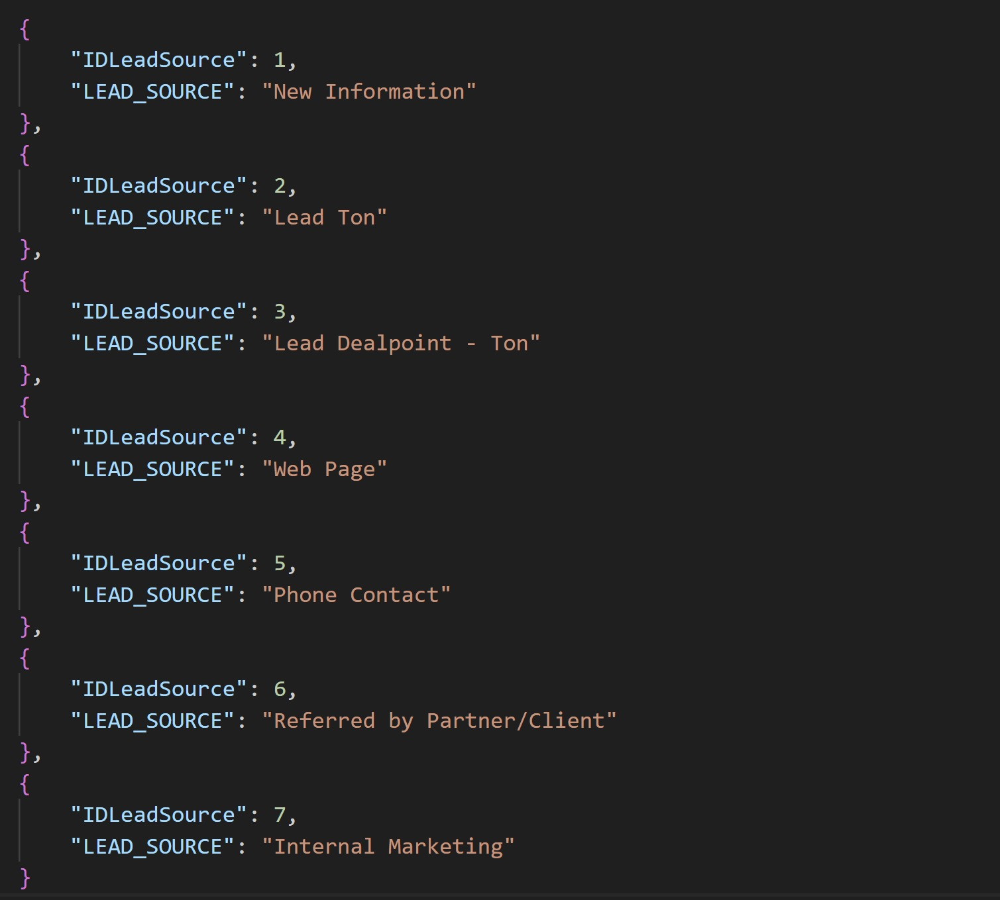 {
"IDLeadSource": 1,
"LEAD_SOURCE": "New Information"
},
{
"IDLeadSource": 2,
"LEAD_SOURCE": "Lead Ton"
},
{
"IDLeadSource": 3,
"LEAD_SOURCE": "Lead Dealpoint - Ton"
},
{
"IDLeadSource": 4,
"LEAD_SOURCE": "Web Page"
},
{
"IDLeadSource": 5,
"LEAD_SOURCE": "Phone Contact"
},
{
"IDLeadSource": 6,
"LEAD_SOURCE": "Referred by Partner/Client"
},
{
"IDLeadSource": 7,
"LEAD_SOURCE": "Internal Marketing"
}